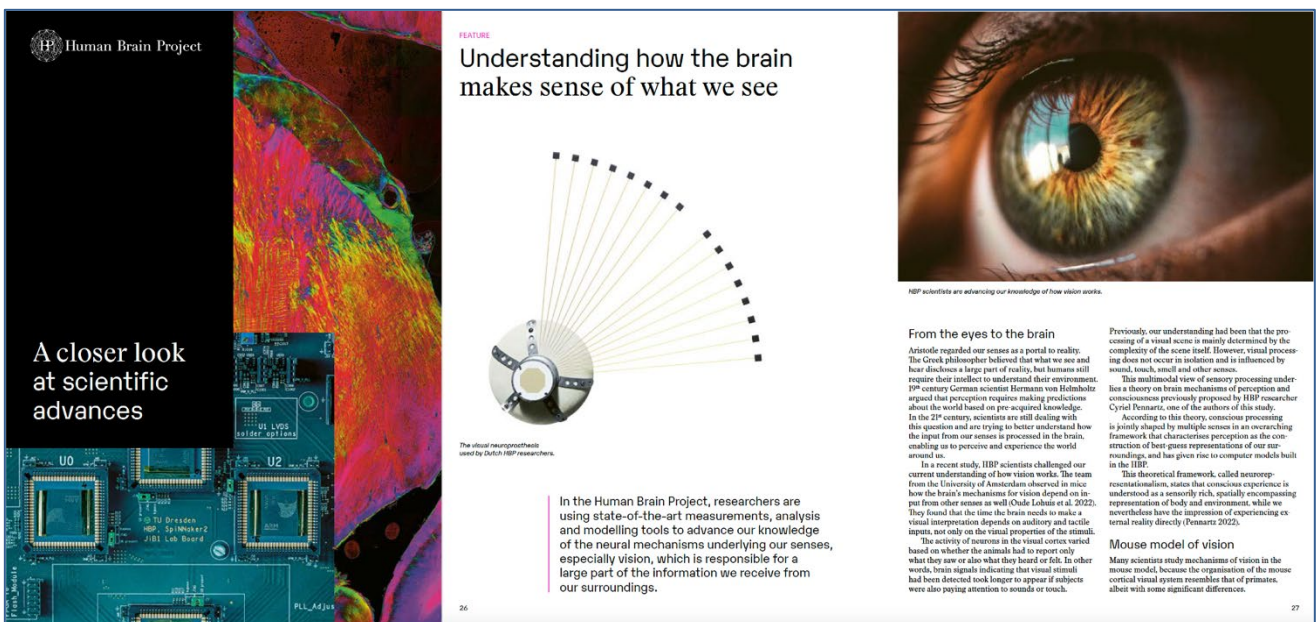 Human Brain Project
A closer look
at scientific
advances
U1 LVDS
solder options
U0
U2
TU Dresden
HBP, SpiNNaker2
JiB1 Lab Board
Flash_Module
PLL_Adjus
FEATURE
Understanding how the brain
makes sense of what we see
The visual neuroprosthesis
used by Dutch HBP researchers.
In the Human Brain Project, researchers are
using state-of-the-art measurements, analysis
and modelling tools to advance our knowledge
of the neural mechanisms underlying our senses,
especially vision, which is responsible for a
large part of the information we receive from
our surroundings.
26
HBP scientists are advancing our knowledge of how vision works.
From the eyes to the brain
Aristotle regarded our senses as a portal to reality.
The Greek philosopher believed that what we see and
hear discloses a large part of reality, but humans still
require their intellect to understand their environment.
19th century German scientist Hermann von Helmholtz
argued that perception requires making predictions
about the world based on pre-acquired knowledge.
In the 21st century, scientists are still dealing with
this question and are trying to better understand how
the input from our senses is processed in the brain,
enabling us to perceive and experience the world
around us.
In a recent study, HBP scientists challenged our
current understanding of how vision works. The team
from the University of Amsterdam observed in mice
how the brain's mechanisms for vision depend on in-
put from other senses as well (Oude Lohuis et al. 2022).
They found that the time the brain needs to make a
visual interpretation depends on auditory and tactile
inputs, not only on the visual properties of the stimuli.
The activity of neurons in the visual cortex varied
based on whether the animals had to report only
what they saw or also what they heard or felt. In other
words, brain signals indicating that visual stimuli
had been detected took longer to appear if subjects
were also paying attention to sounds or touch.
Previously, our understanding had been that the pro-
cessing of a visual scene is mainly determined by the
complexity of the scene itself. However, visual process-
ing does not occur in isolation and is influenced by
sound, touch, smell and other senses.
This multimodal view of sensory processing under-
lies a theory on brain mechanisms of perception and
consciousness previously proposed by HBP researcher
Cyriel Pennartz, one of the authors of this study.
According to this theory, conscious processing
is jointly shaped by multiple senses in an overarching
framework that characterises perception as the con-
struction of best-guess representations of our sur-
roundings, and has given rise to computer models built
in the HBP.
This theoretical framework, called neurorep-
resentationalism, states that conscious experience is
understood as a sensorily rich, spatially encompassing
representation of body and environment, while we
nevertheless have the impression of experiencing ex-
ternal reality directly (Pennartz 2022).
Mouse model of vision
Many scientists study mechanisms of vision in the
mouse model, because the organisation of the mouse
cortical visual system resembles that of primates,
albeit with some significant differences.
27